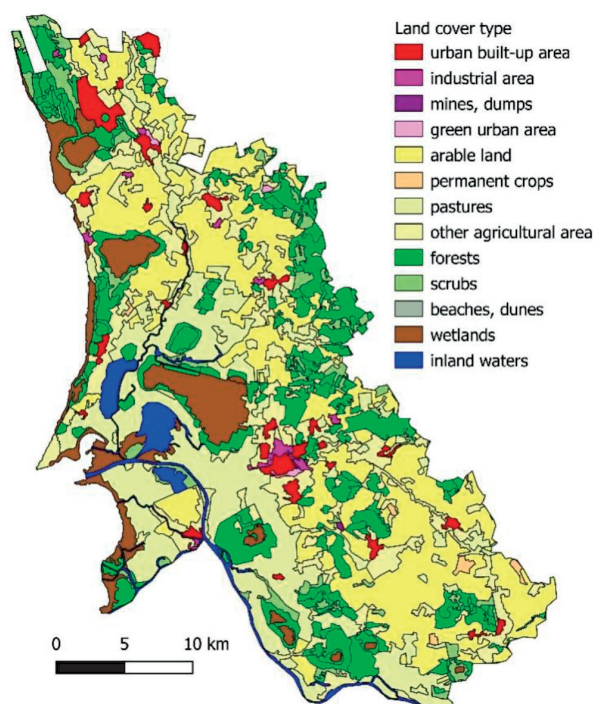 Land cover type
urban built-up area
industrial area
mines, dumps
green urban area
arable land
permanent crops
pastures
other agricultural area
forests
scrubs
beaches, dunes
wetlands
inland waters
0 5 10 km